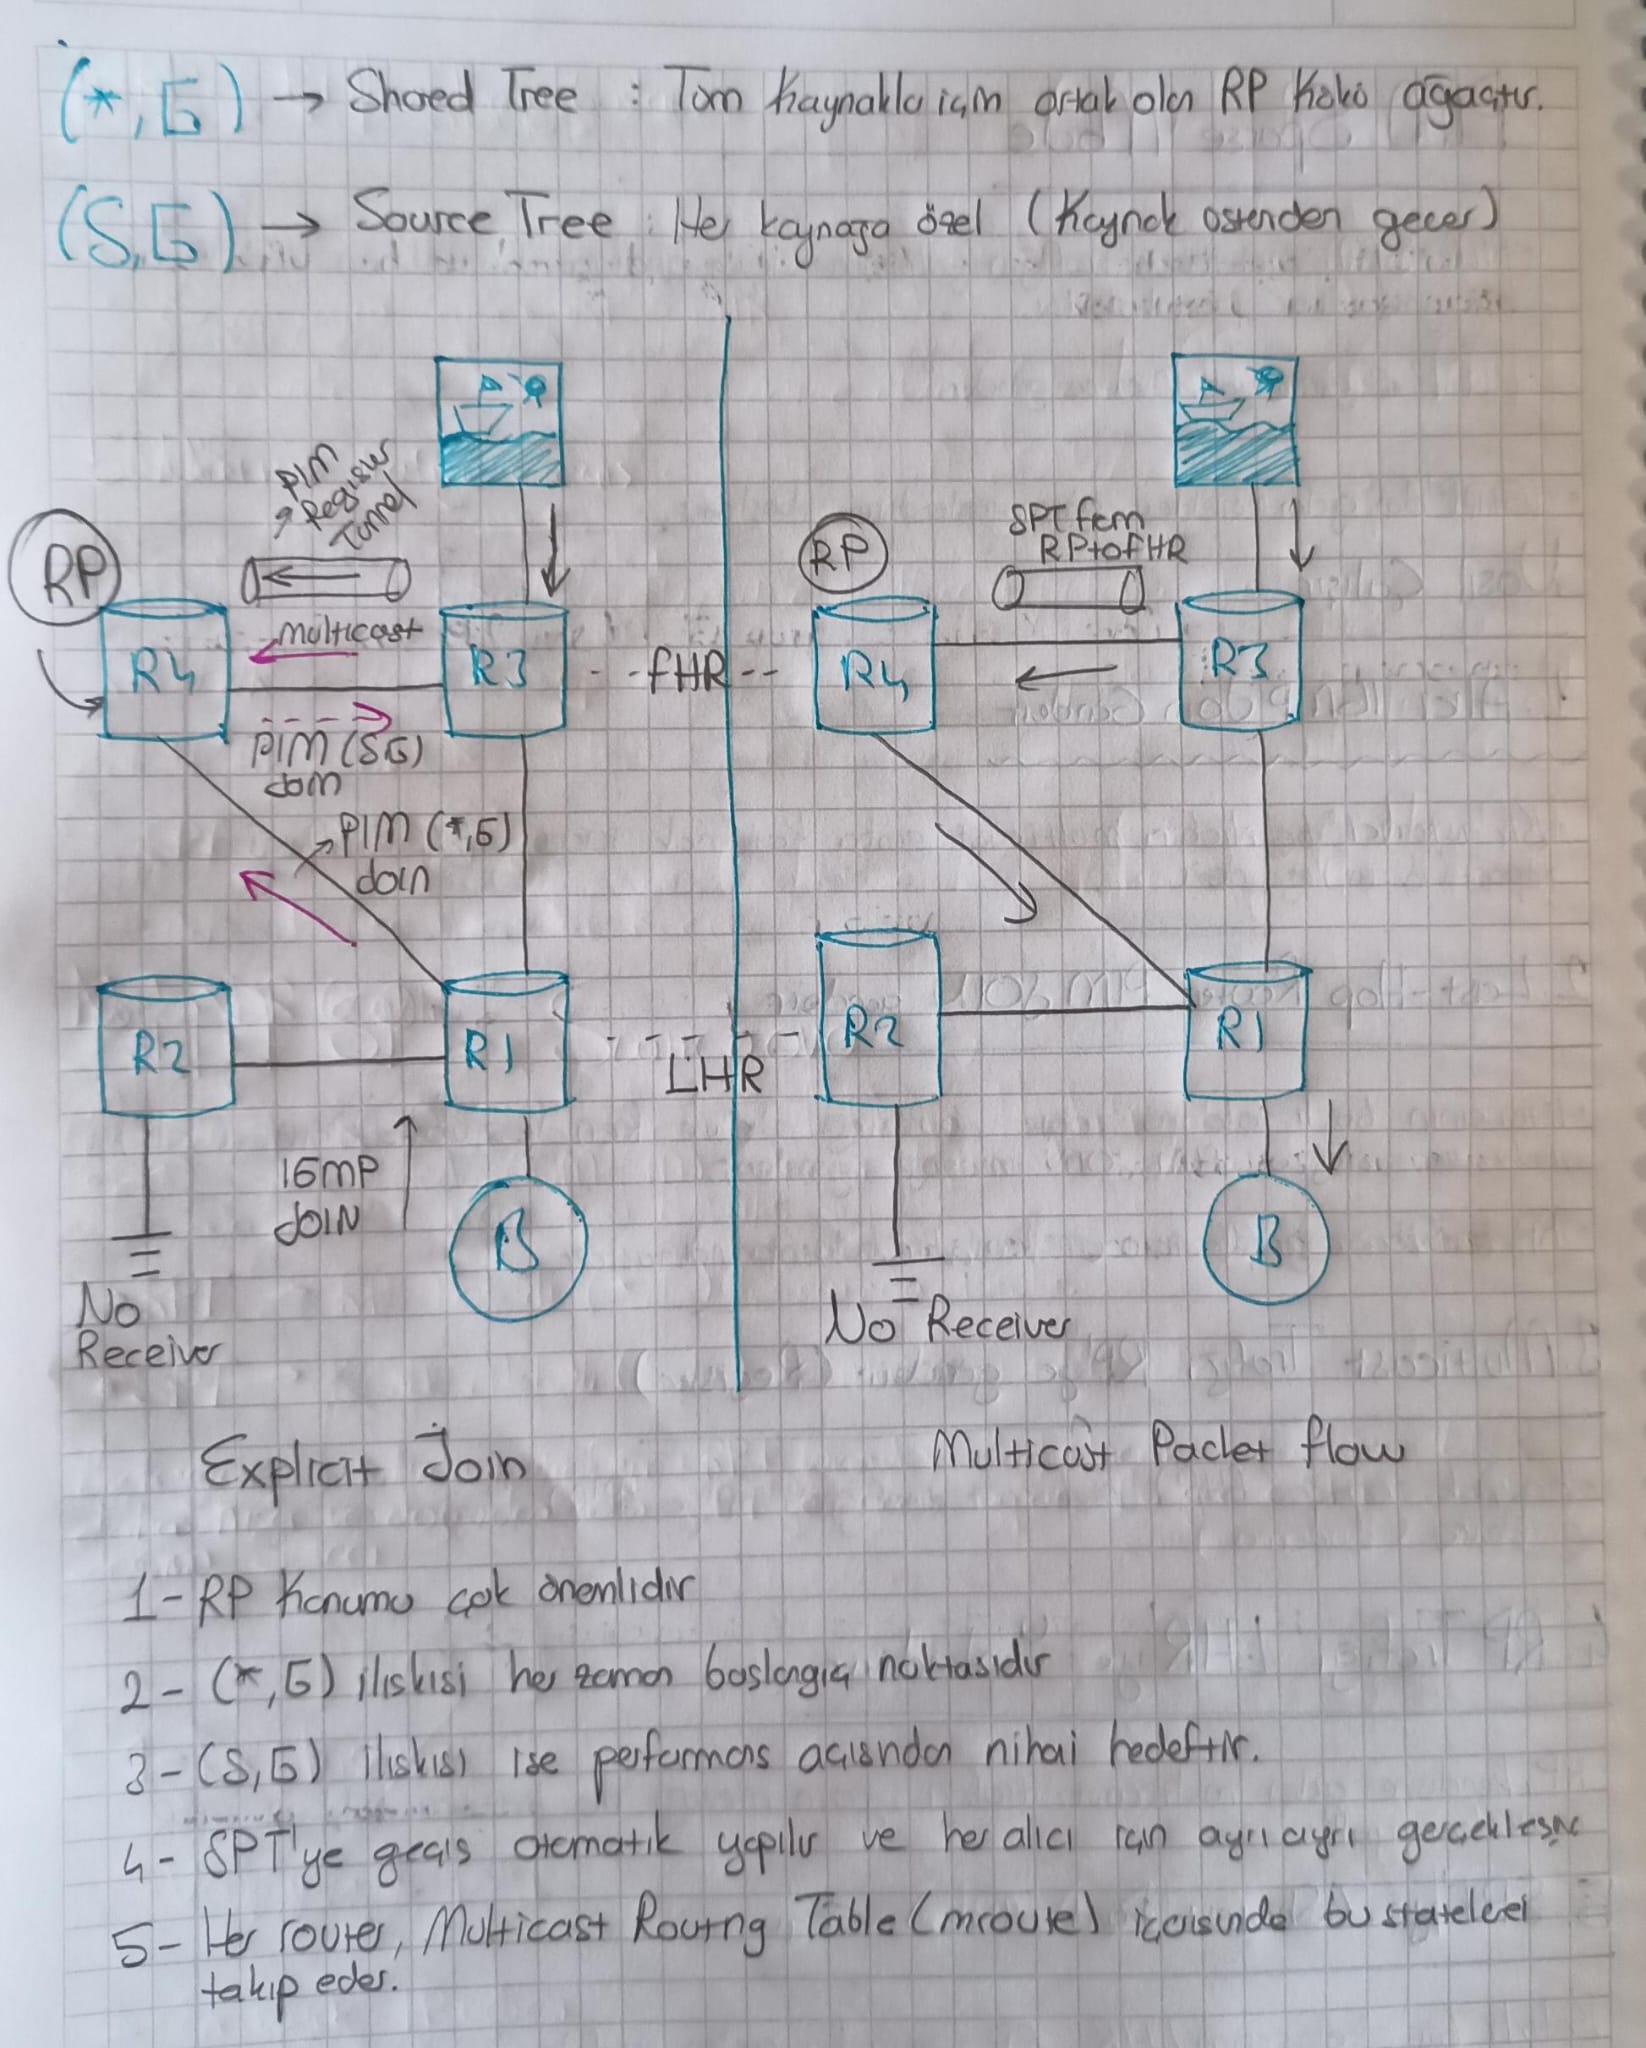 (*,G) → Shared Tree : Tüm kaynaklar için ortak olan RP Kökü ağaçtır.
(S,G) → Source Tree : Her kaynağa özel (Kaynak üstünden geçer)
PIM
Register
Tunnel
RP
R4
Multicast
R3
PIM (S,G)
Join
PIM (*,G)
Join
R2
R1
IGMP
JOIN
B
No
Receiver
FHR
LHR
SPT from
RP to FHR
RP
R4
R3
R2
R1
B
No Receiver
Explicit Join
Multicast Packet flow
1- RP Konumu çok önemlidir
2- (*,G) ilişkisi her zaman başlangıç noktasıdır
3- (S,G) ilişkisi ise performans açısından nihai hedeftir.
4- SPT'ye geçiş otomatik yapılır ve her alıcı için ayrı ayrı
5- Her router, Multicast Routing Table (mroute) içerisinde bu stateleri
takip eder.